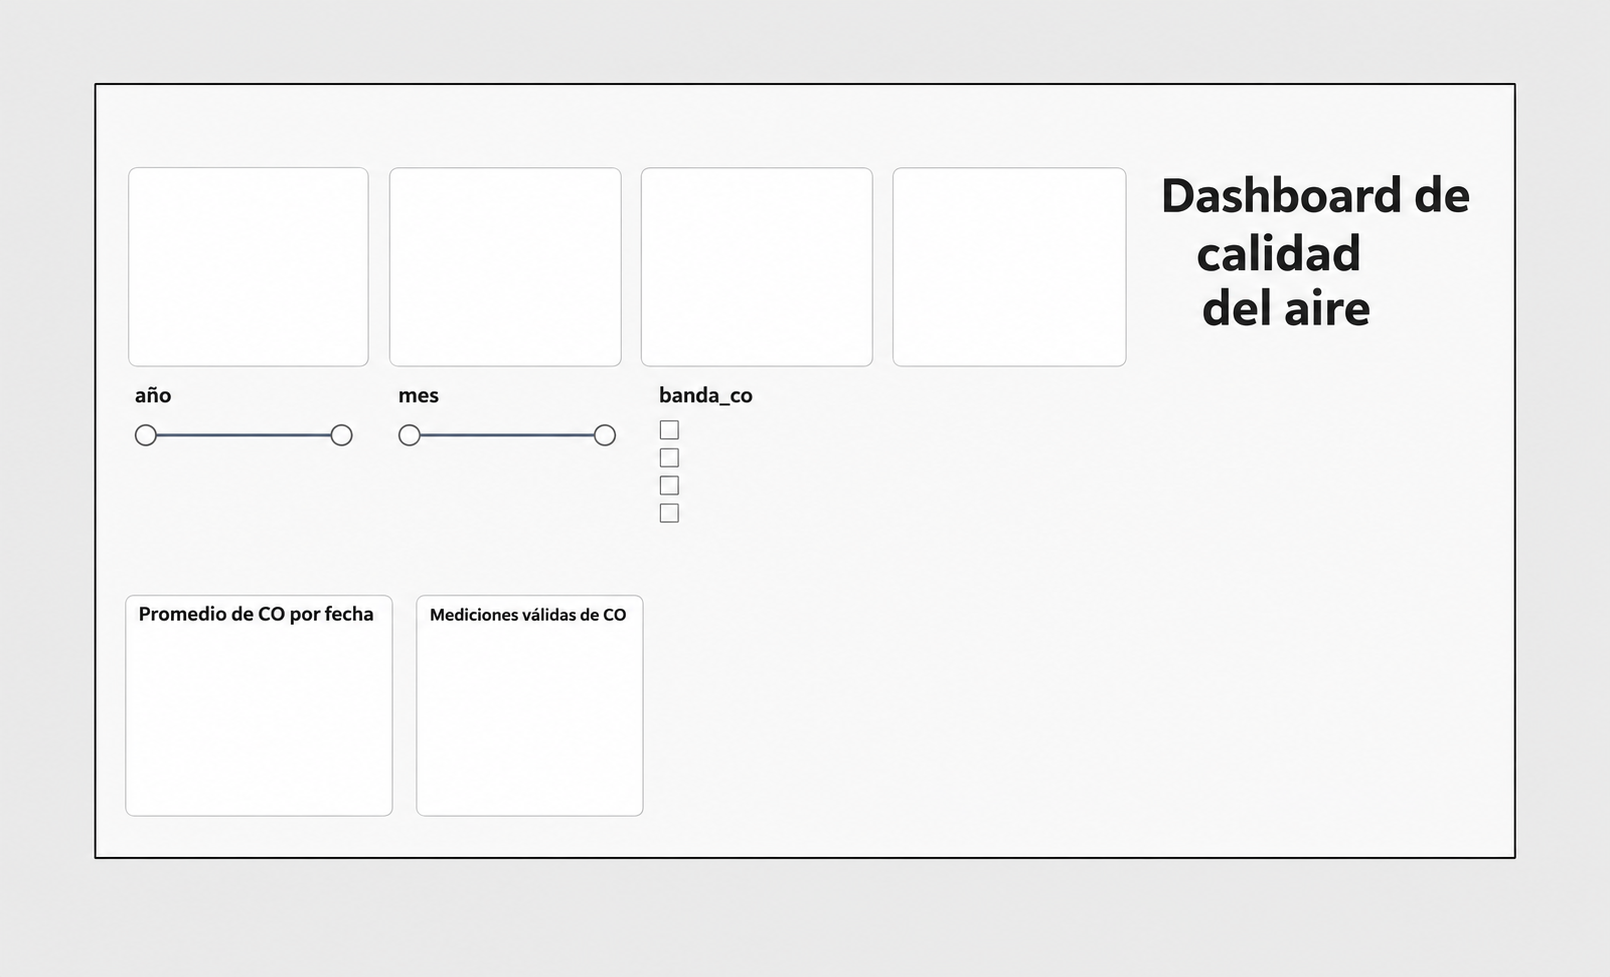 Dashboard de
calidad
del aire
año
mes
banda_co
Promedio de CO por fecha
Mediciones válidas de CO